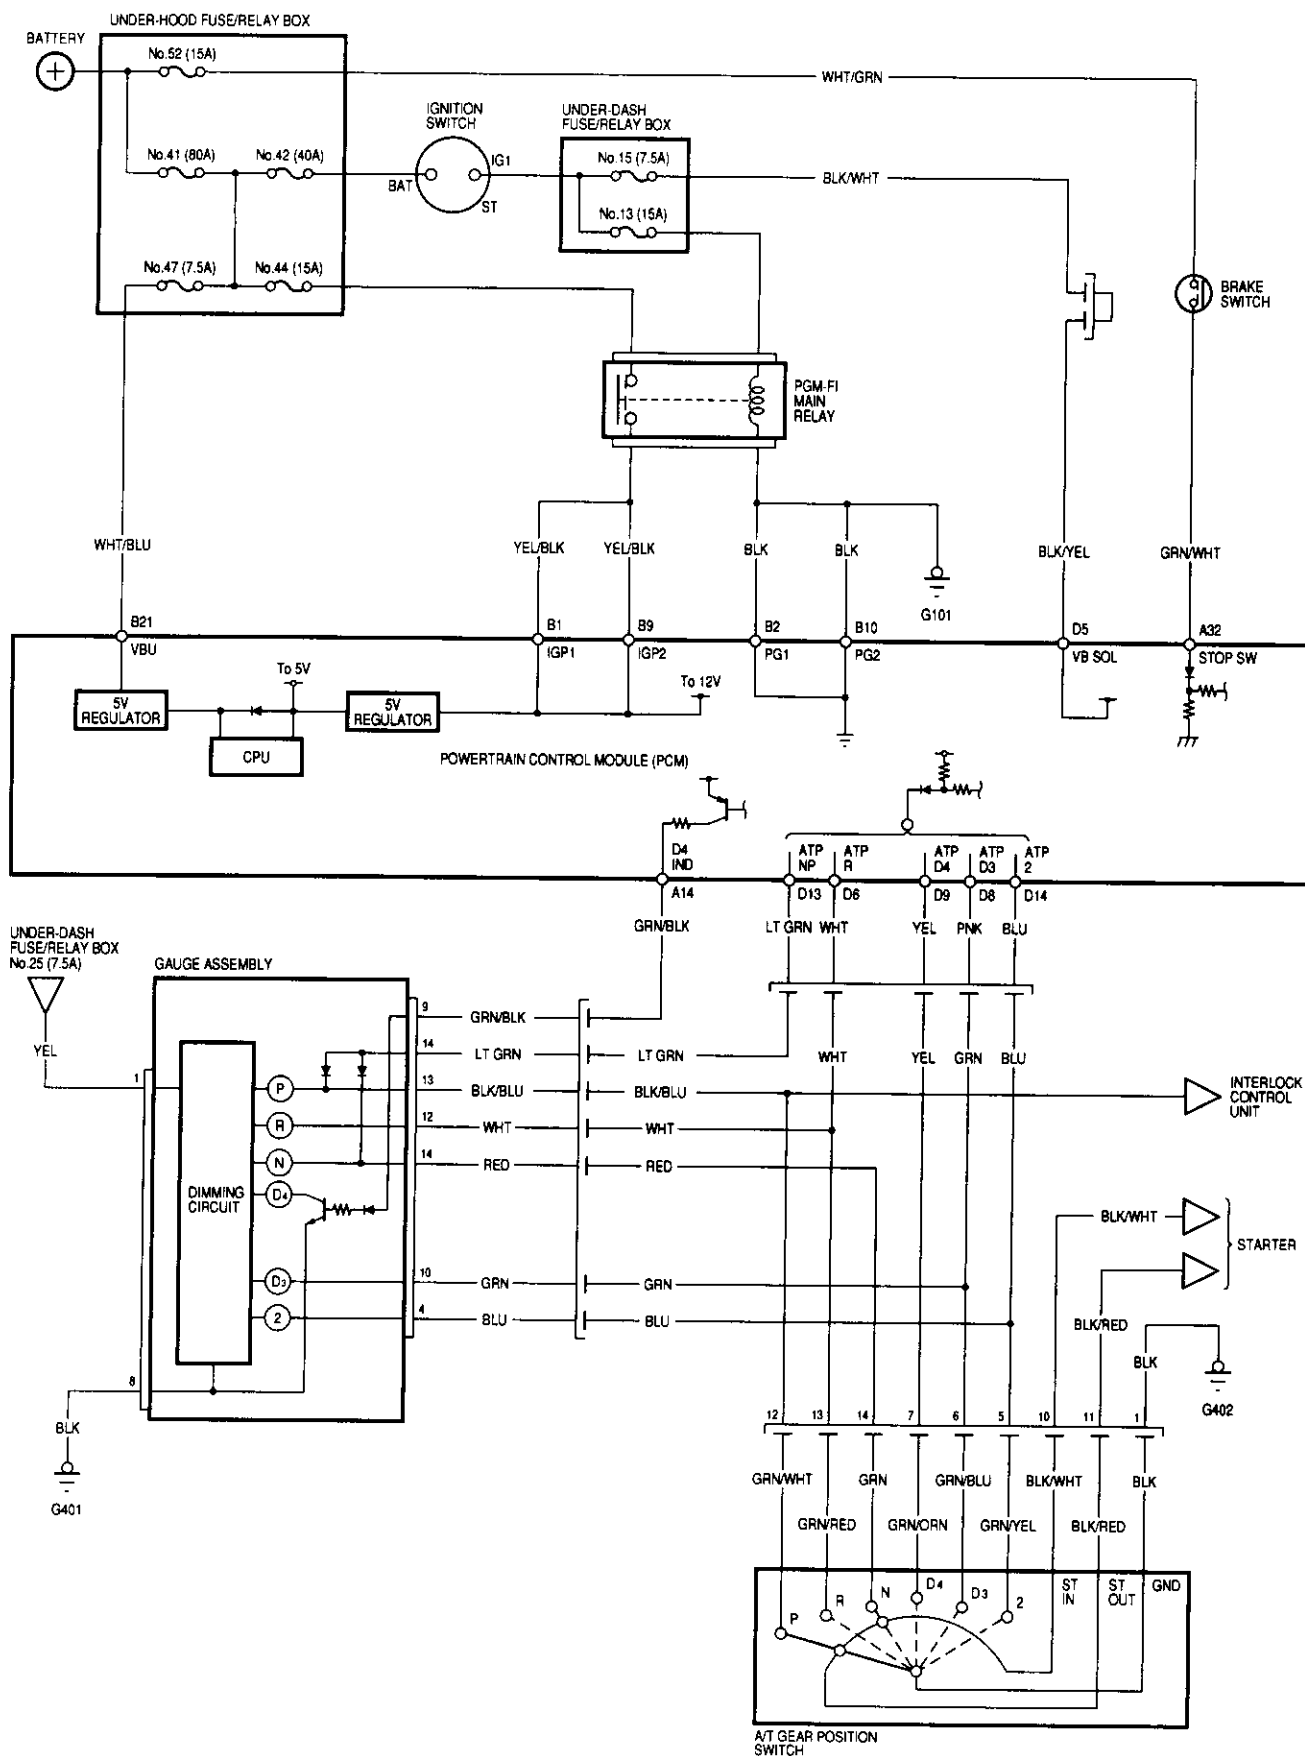 UNDER-HOOD FUSE/RELAY BOX
BATTERY
No.52 (15A)
WHT/GRN
IGNITION
SWITCH
UNDER-DASH
FUSE/RELAY BOX
No.41 (80A)
No.42 (40A)
IG1
BAT
ST
No.15 (7.5A)
BLK/WHT
No.13 (15A)
No.47 (7.5A)
No.44 (15A)
BRAKE
SWITCH
PGM-FI
MAIN
RELAY
WHT/BLU
YEL/BLK
YEL/BLK
BLK
BLK
BLK/YEL
GRN/WHT
G101
B21
B1
B9
B2
B10
D5
A32
VBU
IGP1
IGP2
PG1
PG2
VB SOL
STOP SW
To 5V
To 12V
5V
REGULATOR
5V
REGULATOR
CPU
POWERTRAIN CONTROL MODULE (PCM)
D4
IND
ATP
NP
ATP
R
ATP
D4
ATP
D3
ATP
2
A14
D13
D6
D9
D8
D14
GRN/BLK
LT GRN
WHT
YEL
PNK
BLU
UNDER-DASH
FUSE/RELAY BOX
No.25 (7.5A)
GAUGE ASSEMBLY
9
GRN/BLK
YEL
14
LT GRN
LT GRN
WHT
YEL
GRN
BLU
1
P
13
BLK/BLU
BLK/BLU
INTERLOCK
CONTROL
UNIT
R
12
WHT
WHT
N
14
RED
RED
DIMMING
CIRCUIT
D4
BLK/WHT
STARTER
D3
10
GRN
GRN
2
4
BLU
BLU
BLK/RED
BLK
8
G402
BLK
G401
12
13
14
7
6
5
10
11
1
GRN/WHT
GRN
GRN/BLU
BLK/WHT
BLK
GRN/RED
GRN/ORN
GRN/YEL
BLK/RED
P
R
N
D4
D3
2
ST
IN
ST
OUT
GND
A/T GEAR POSITION
SWITCH